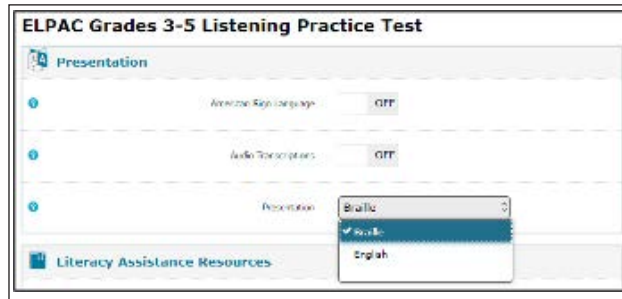 ELPAC Grades 3-5 Listening Practice Test
Presentation
American Sign Language OFF
Audio Transcriptions OFF
Presentation Braille
Braille
English
Literacy Assistance Resources